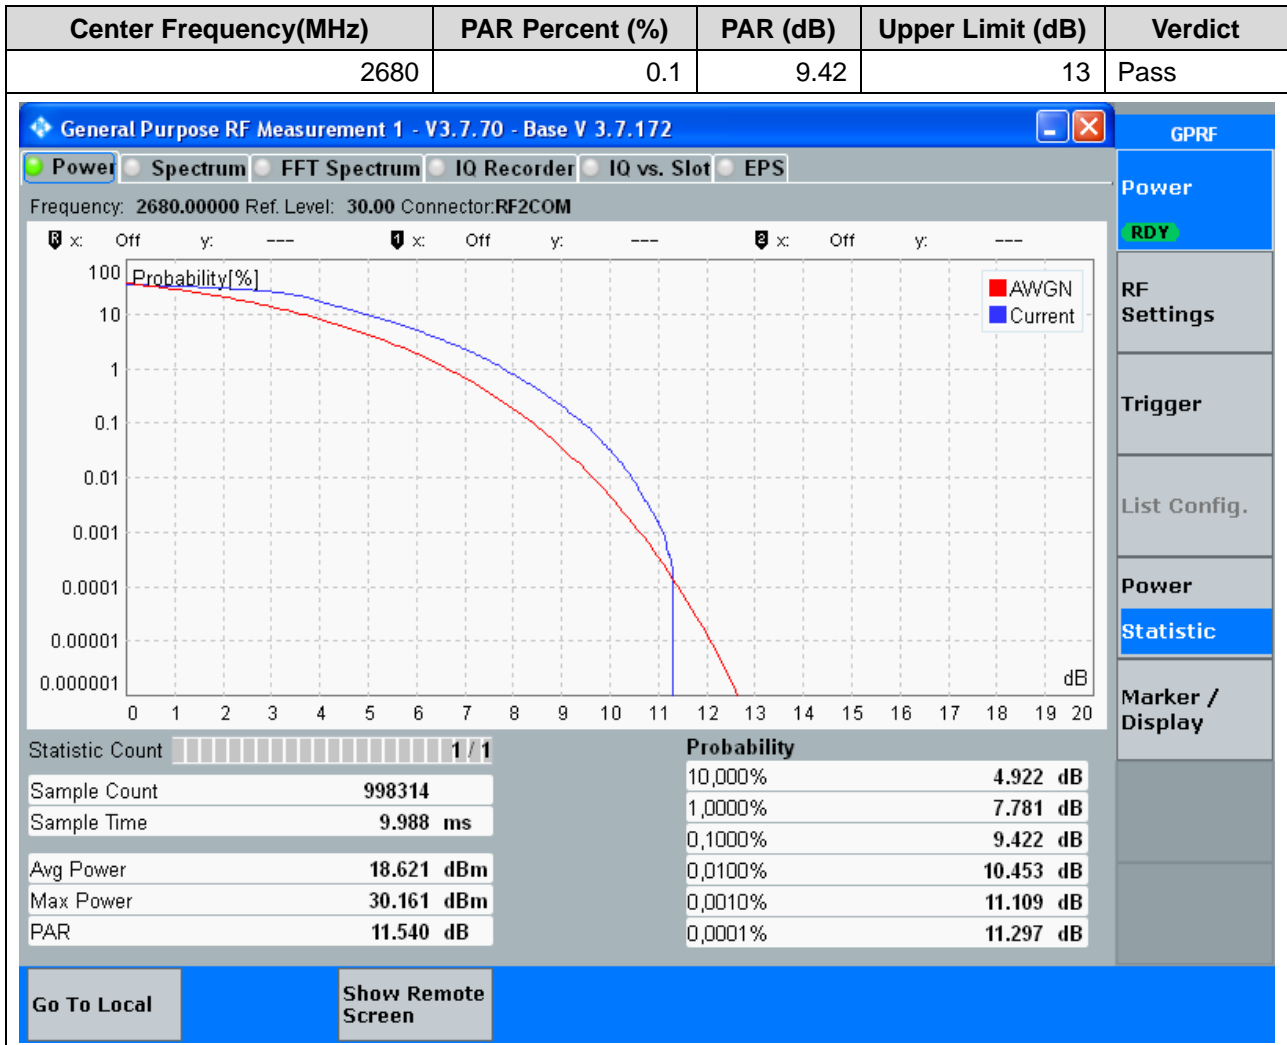 Center Frequency(MHz) PAR Percent (%) PAR (dB) Upper Limit (dB) Verdict
2680 0.1 9.42 13 Pass
General Purpose RF Measurement 1 - V3.7.70 - Base V 3.7.172
GPRF
Power Spectrum FFT Spectrum IQ Recorder IQ vs. Slot EPS
Power
RDY
Frequency: 2680.00000 Ref. Level: 30.00 Connector:RF2COM
R x: Off y: --- 1 x: Off y: --- 2 x: Off y: ---
Probability[%]
100
10
1
0.1
0.01
0.001
0.0001
0.00001
0.000001
AWGN
Current
dB
0 1 2 3 4 5 6 7 8 9 10 11 12 13 14 15 16 17 18 19 20
RF
Settings
Trigger
List Config.
Power
Statistic
Marker /
Display
Statistic Count 1 / 1
Sample Count 998314
Sample Time 9.988 ms
Avg Power 18.621 dBm
Max Power 30.161 dBm
PAR 11.540 dB
Probability
10,000% 4.922 dB
1,0000% 7.781 dB
0,1000% 9.422 dB
0,0100% 10.453 dB
0,0010% 11.109 dB
0,0001% 11.297 dB
Go To Local
Show Remote
Screen